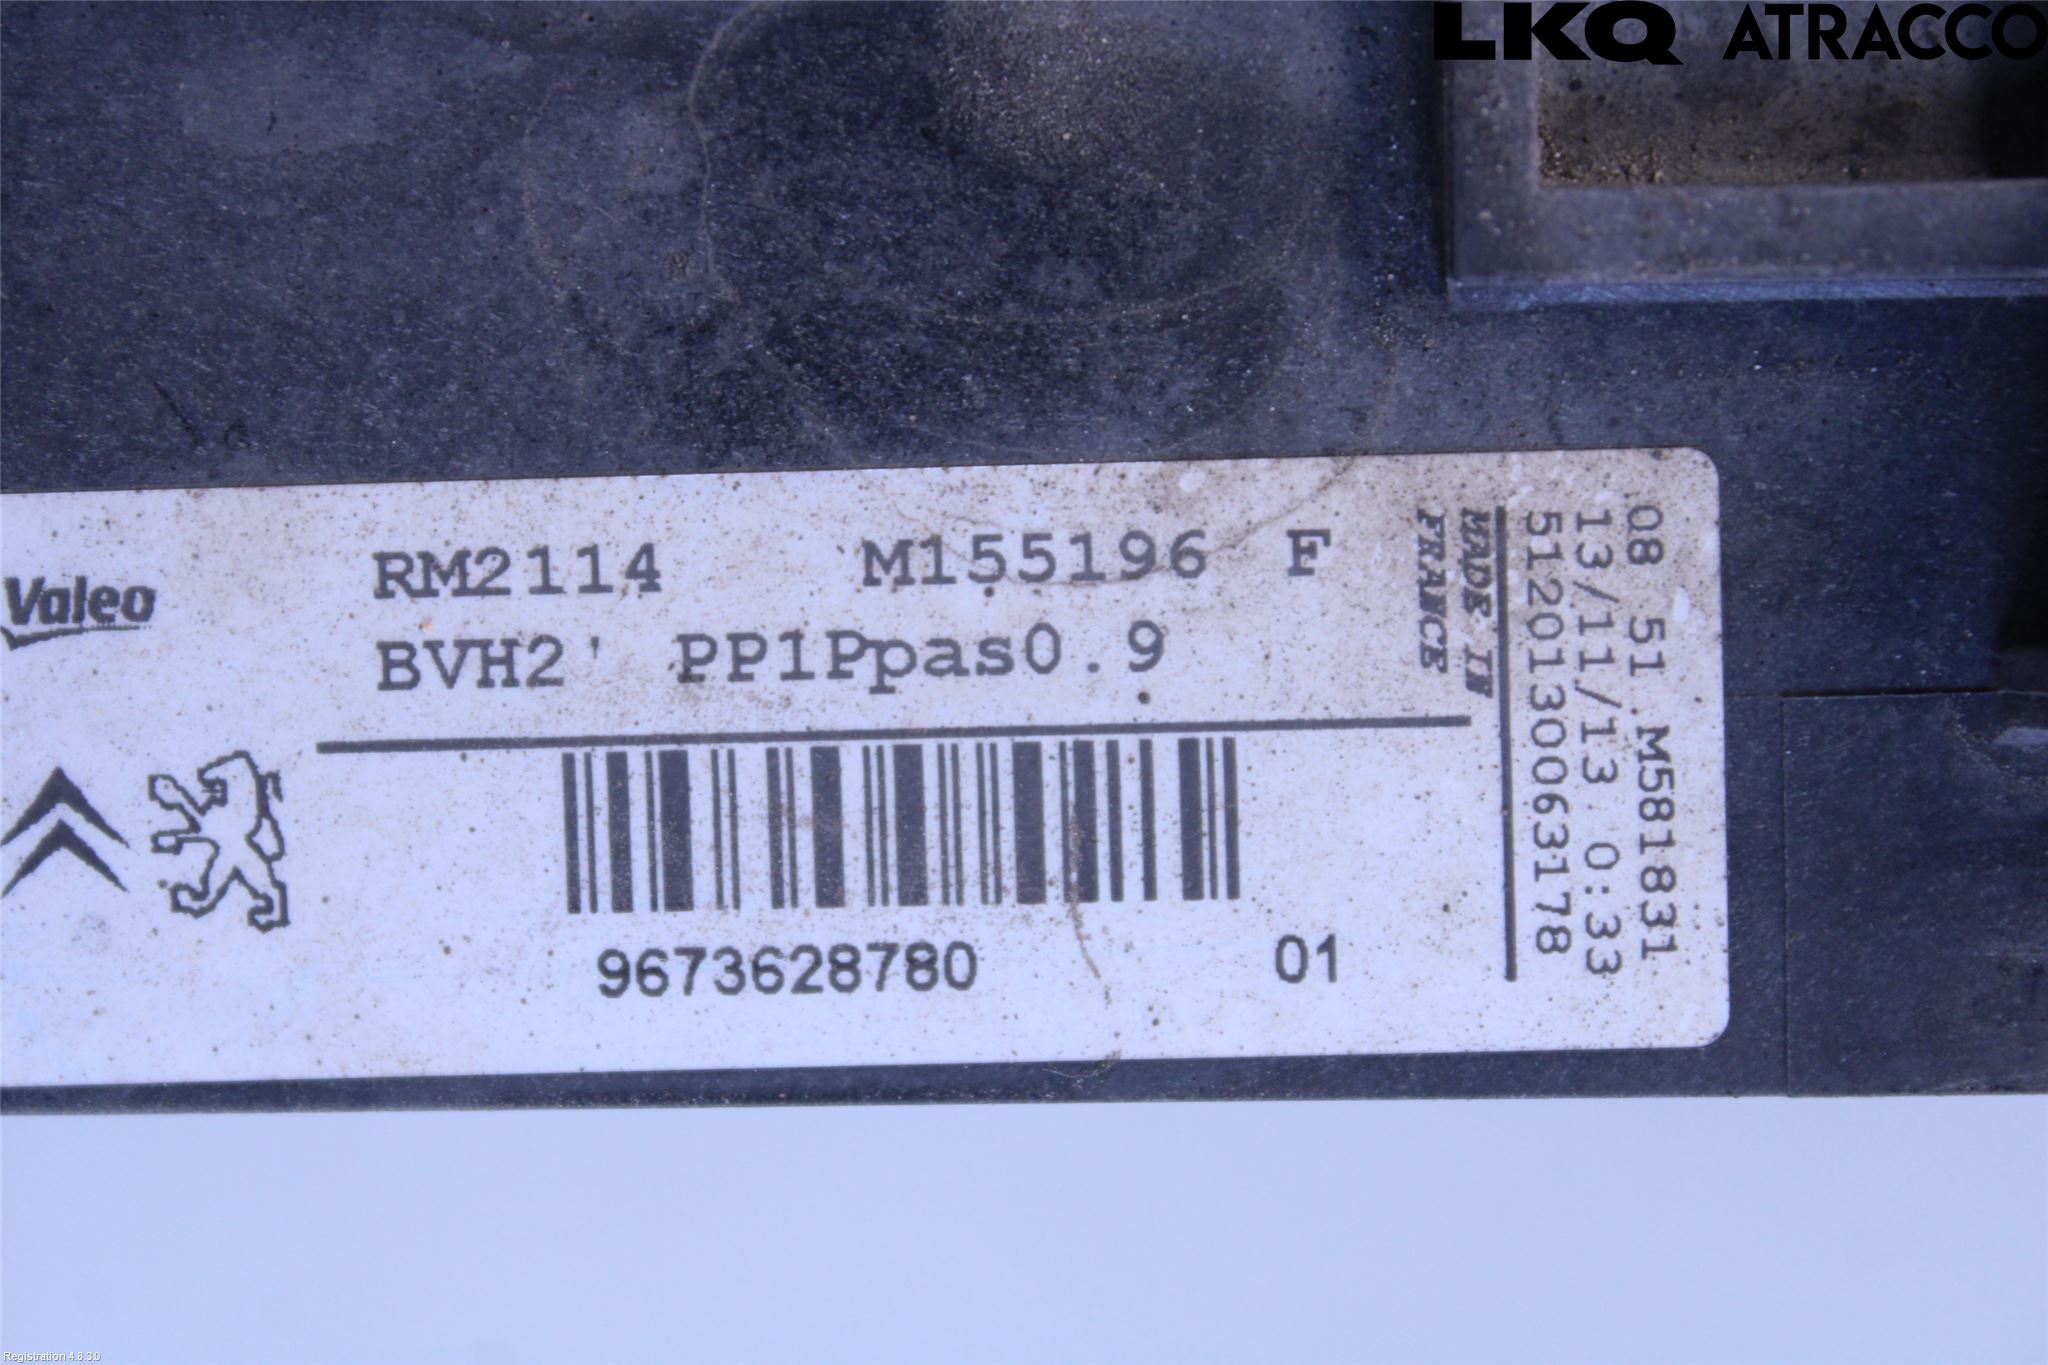 LKQ ATRACCO
Valeo
RM2114 M155196 F
BVH2' PP1Ppas0.9
MADE IN
FRANCE
08 51 M581831
13/11/13 0:33
5120130063178
9673628780 01
Registration 4.8.3.0